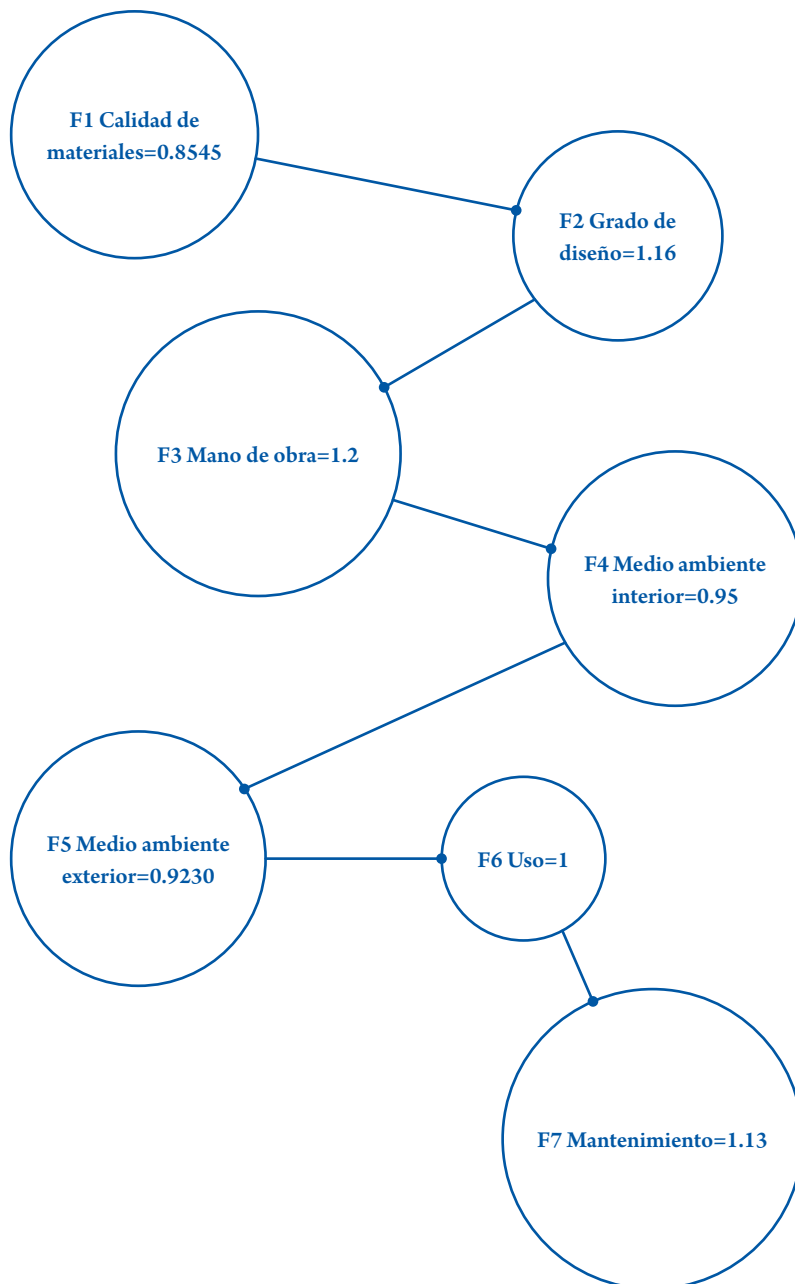 F1 Calidad de
materiales=0.8545
F2 Grado de
diseño=1.16
F3 Mano de obra=1.2
F4 Medio ambiente
interior=0.95
F5 Medio ambiente
exterior=0.9230
F6 Uso=1
F7 Mantenimiento=1.13